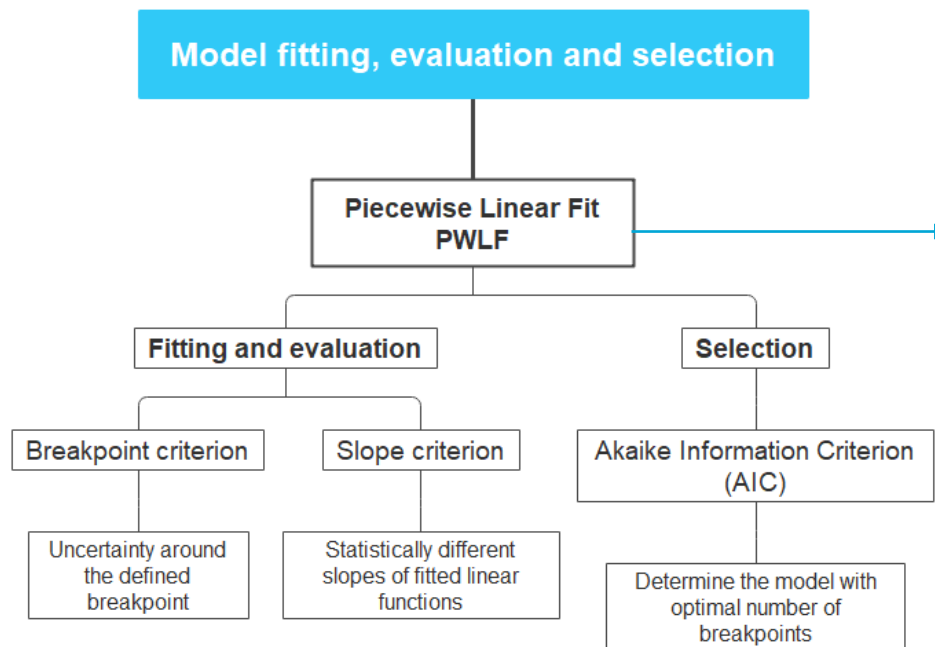 Model fitting, evaluation and selection
Piecewise Linear Fit
PWLF
Fitting and evaluation
Selection
Breakpoint criterion
Slope criterion
Akaike Information Criterion
(AIC)
Uncertainty around
the defined
breakpoint
Statistically different
slopes of fitted linear
functions
Determine the model with
optimal number of
breakpoints